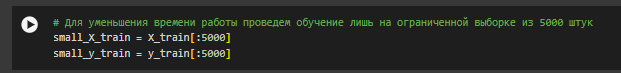 # Для уменьшения времени работы проведем обучение лишь на ограниченной выборке из 5000 штук
small_X_train = X_train[:5000]
small_y_train = y_train[:5000]